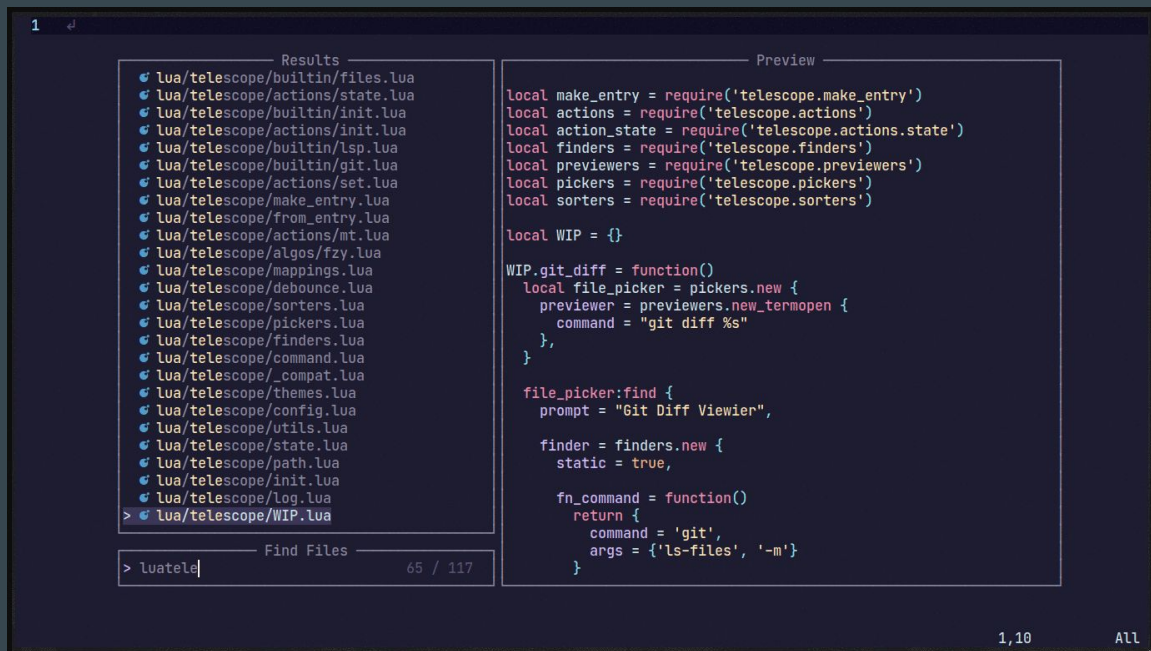 1 ↲
Results
lua/telescope/builtin/files.lua
lua/telescope/actions/state.lua
lua/telescope/builtin/init.lua
lua/telescope/actions/init.lua
lua/telescope/builtin/lsp.lua
lua/telescope/builtin/git.lua
lua/telescope/actions/set.lua
lua/telescope/make_entry.lua
lua/telescope/from_entry.lua
lua/telescope/actions/mt.lua
lua/telescope/algos/fzy.lua
lua/telescope/mappings.lua
lua/telescope/debounce.lua
lua/telescope/sorters.lua
lua/telescope/pickers.lua
lua/telescope/finders.lua
lua/telescope/command.lua
lua/telescope/_compat.lua
lua/telescope/themes.lua
lua/telescope/config.lua
lua/telescope/utils.lua
lua/telescope/state.lua
lua/telescope/path.lua
lua/telescope/init.lua
lua/telescope/log.lua
> lua/telescope/WIP.lua
Find Files
> luatele 65 / 117
Preview
local make_entry = require('telescope.make_entry')
local actions = require('telescope.actions')
local action_state = require('telescope.actions.state')
local finders = require('telescope.finders')
local previewers = require('telescope.previewers')
local pickers = require('telescope.pickers')
local sorters = require('telescope.sorters')
local WIP = {}
WIP.git_diff = function()
  local file_picker = pickers.new {
    previewer = previewers.new_termopen {
      command = "git diff %s"
    },
  }
  file_picker:find {
    prompt = "Git Diff Viewier",
    finder = finders.new {
      static = true,
      fn_command = function()
        return {
          command = 'git',
          args = {'ls-files', '-m'}
        }
1,10 All